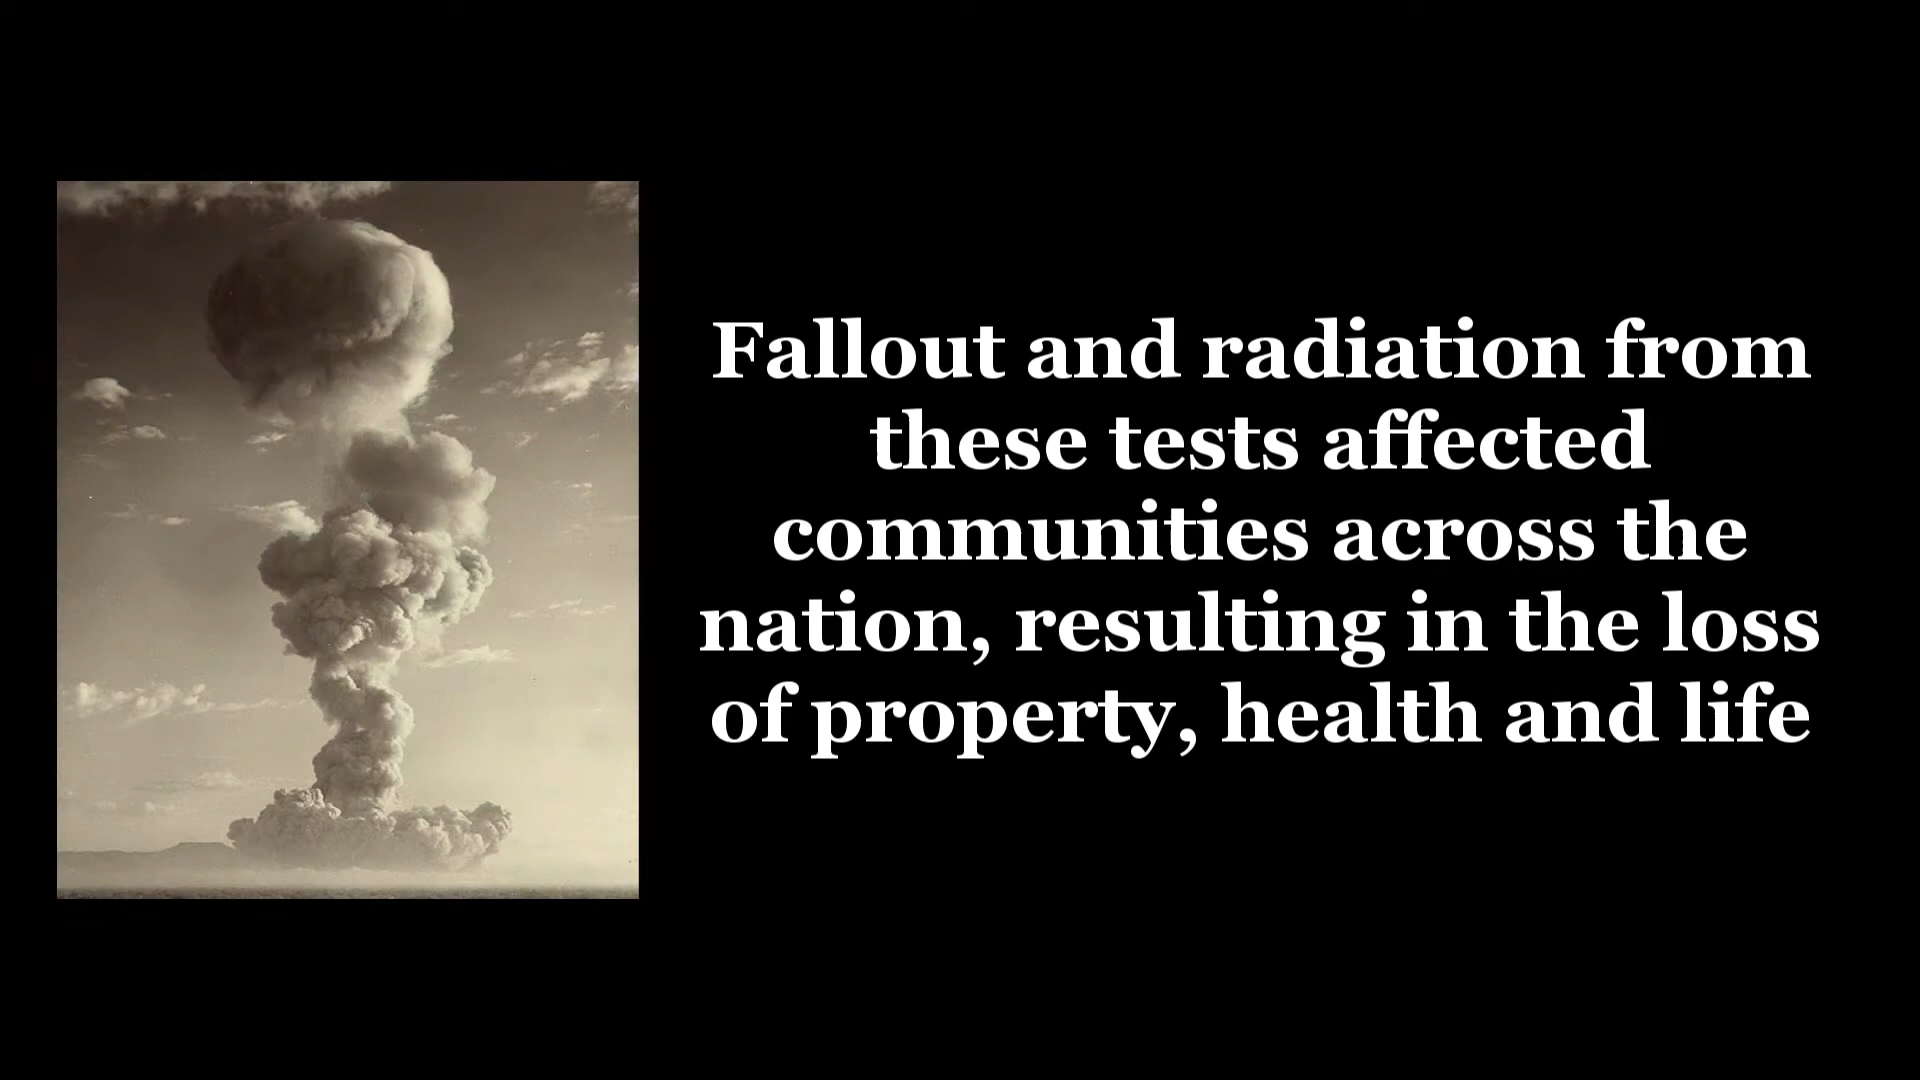 Fallout and radiation from
these tests affected
communities across the
nation, resulting in the loss
of property, health and life